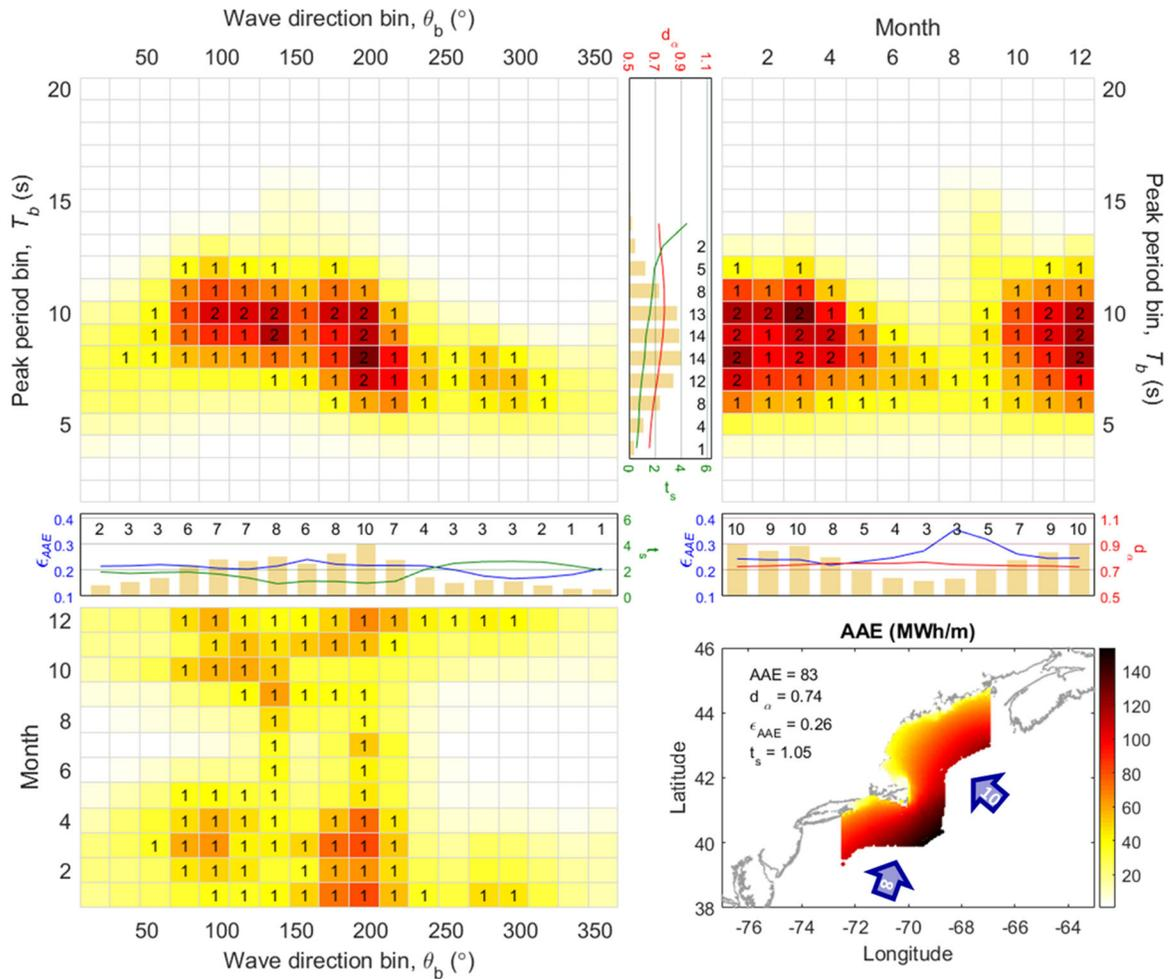 Wave direction bin, θb (°)
50 100 150 200 250 300 350
20
15
10
5
Peak period bin, Tb (s)
1 1 1 1 1
1 1 1 1 1 1 1
1 1 2 2 2 1 2 2 1
1 1 1 1 2 1 1 2 1
1 1 1 1 1 1 1 1 2 1 1 1 1 1
1 1 1 2 1 1 1 1 1 1
1 1 1 1 1 1 1
dα
0.5 0.7 0.9 1.1
2
5
8
13
14
14
12
8
4
1
0 2 4 6
ts
Month
2 4 6 8 10 12
20
15
10
5
Peak period bin, Tb (s)
1 1 1 1
1 1 1 1 1 1 1
2 2 2 1 1 1 1 2 2
2 1 2 2 1 1 1 1 2 2
2 1 2 2 1 1 1 1 1 2 2
2 1 1 1 1 1 1 1 1 1 1 1
1 1 1 1 1 1 1 1 1 1
ϵAAE
0.4
0.3
0.2
0.1
2 3 3 6 7 7 8 6 8 10 7 4 3 3 3 2 1 1
6
4
2
0
ts
ϵAAE
0.4
0.3
0.2
0.1
10 9 10 8 5 4 3 3 5 7 9 10
1.1
0.9
0.7
0.5
dα
Month
12
10
8
6
4
2
1 1 1 1 1 1 1 1 1 1 1 1
1 1 1 1 1 1 1
1 1 1 1
1 1 1 1 1
1 1
1 1
1 1
1 1 1 1 1
1 1 1 1 1 1 1
1 1 1 1 1 1 1 1 1
1 1 1 1 1 1 1
1 1 1 1 1 1 1 1 1
50 100 150 200 250 300 350
Wave direction bin, θb (°)
AAE (MWh/m)
AAE = 83
dα = 0.74
ϵAAE = 0.26
ts = 1.05
10
8
46
44
42
40
38
Latitude
-76 -74 -72 -70 -68 -66 -64
Longitude
140
120
100
80
60
40
20